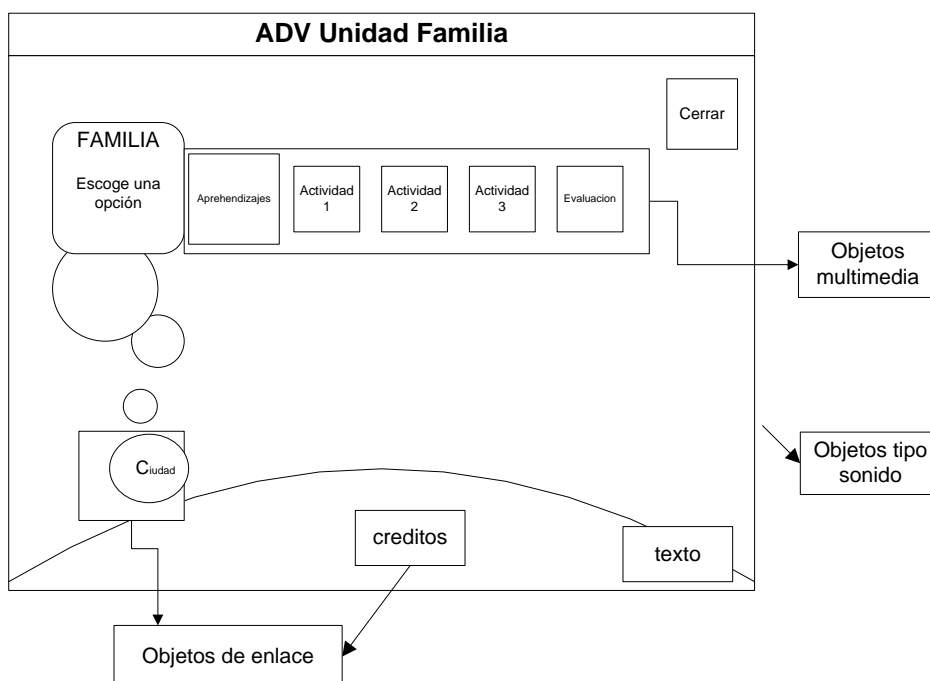 ADV Unidad Familia
Cerrar
FAMILIA
Escoge una
opción
Aprehendizajes
Actividad
1
Actividad
2
Actividad
3
Evaluacion
Objetos
multimedia
Ciudad
Objetos tipo
sonido
creditos
texto
Objetos de enlace